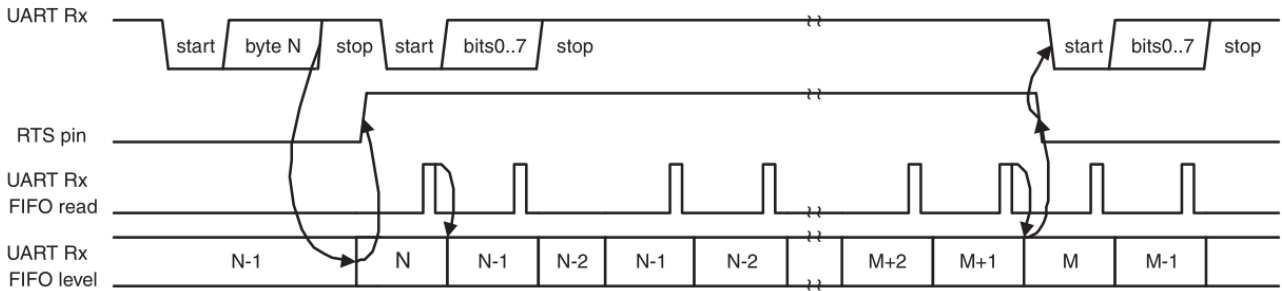 UART Rx
start byte N stop start bits0..7 stop start bits0..7 stop
RTS pin
UART Rx
FIFO read
UART Rx
FIFO level
N-1 N N-1 N-2 N-1 N-2 M+2 M+1 M M-1